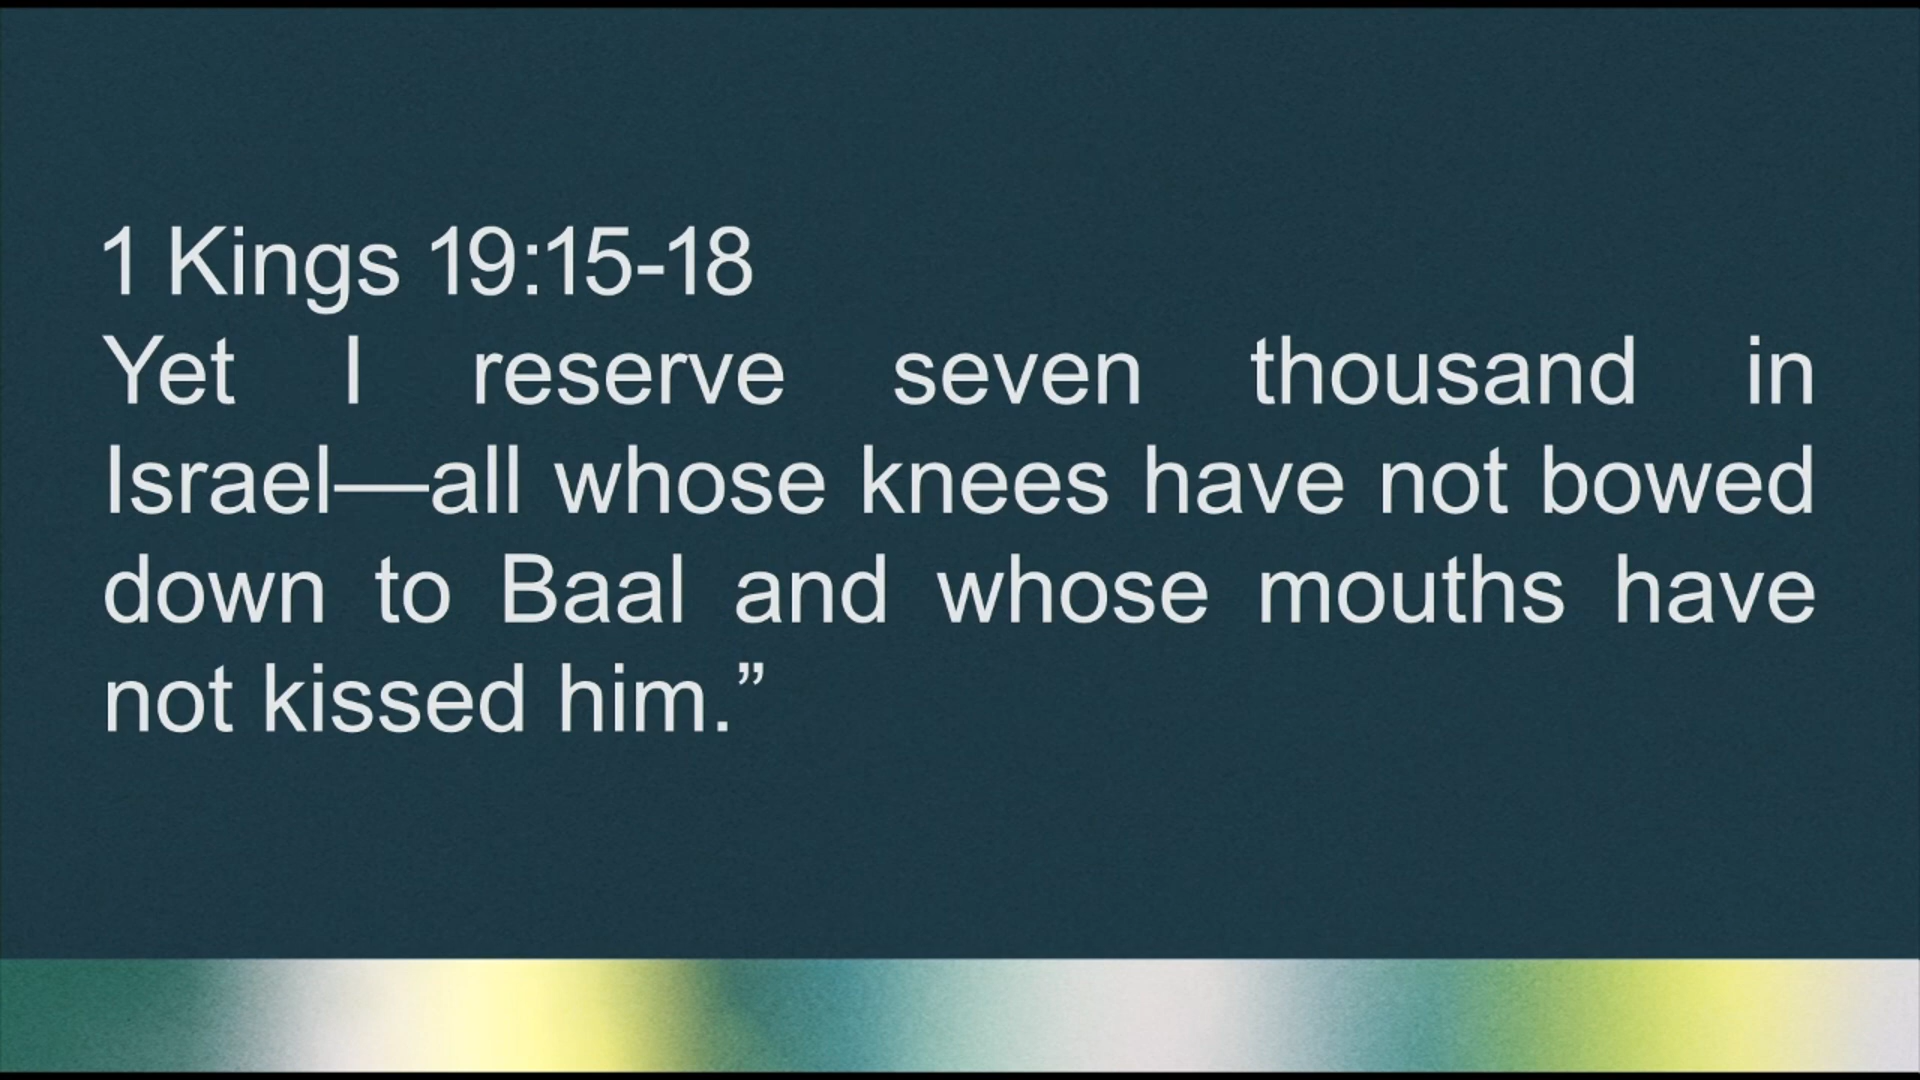 1 Kings 19:15-18
Yet I reserve seven thousand in
Israel—all whose knees have not bowed
down to Baal and whose mouths have
not kissed him.”